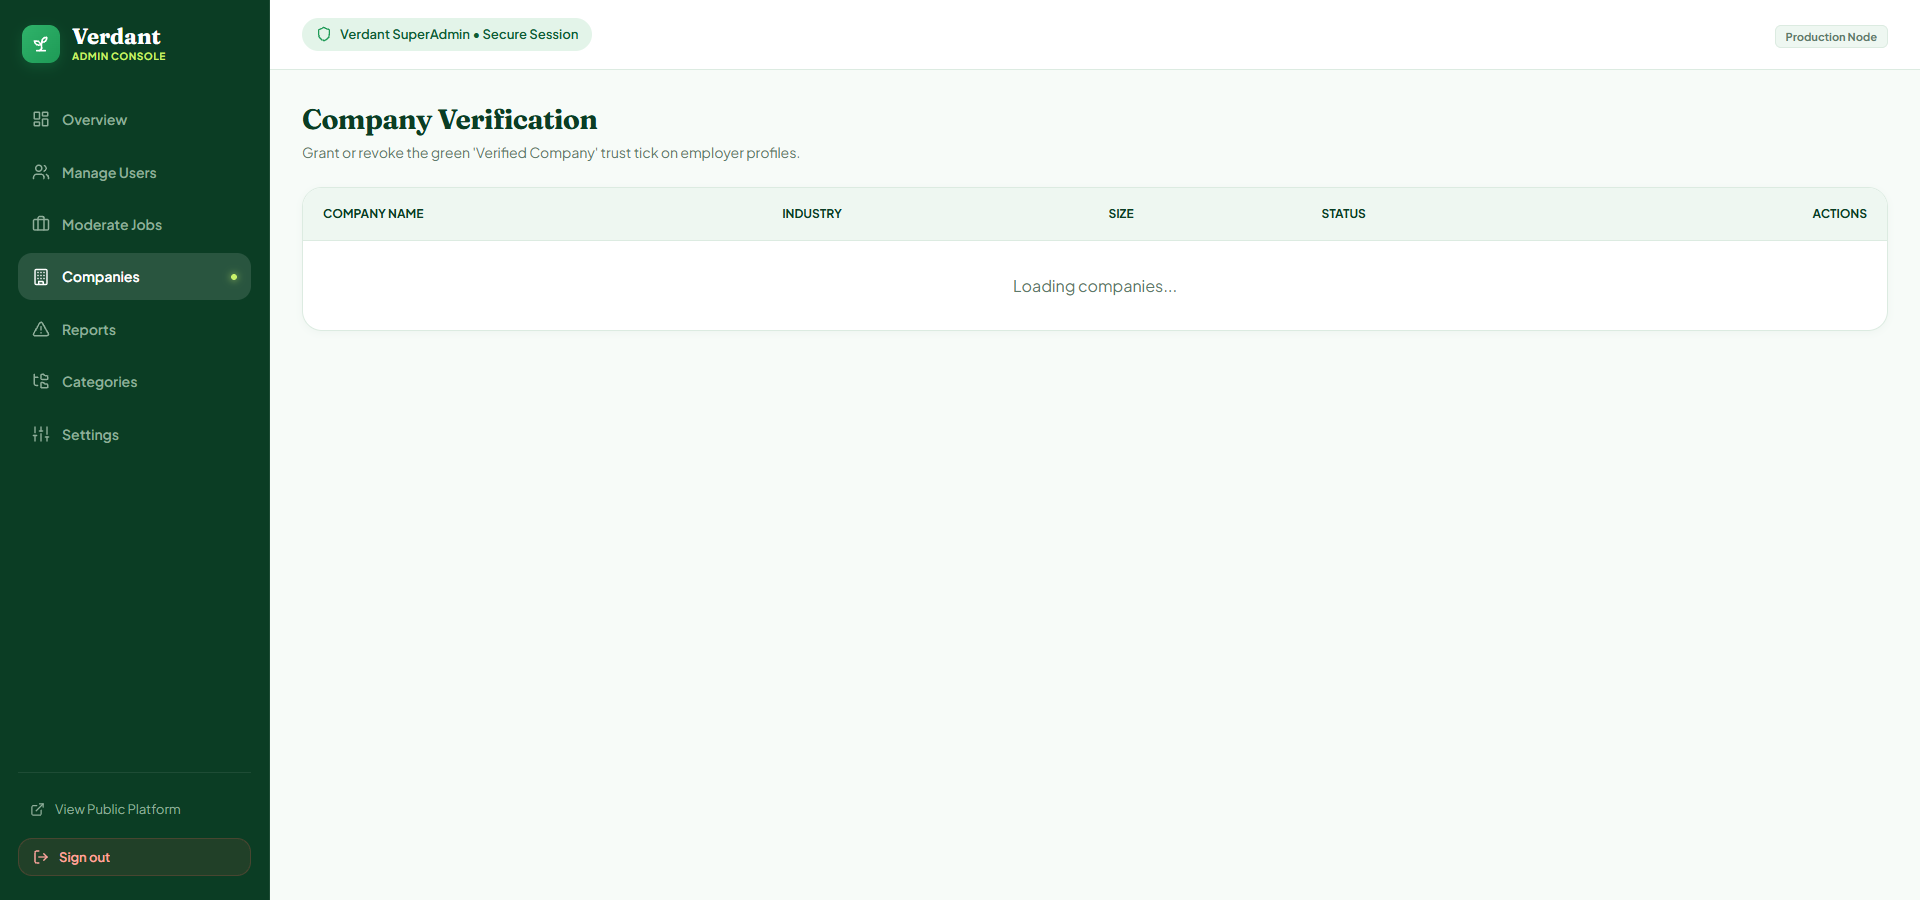 Verdant
ADMIN CONSOLE
Overview
Manage Users
Moderate Jobs
Companies
Reports
Categories
Settings
View Public Platform
Sign out
Verdant SuperAdmin • Secure Session
Production Node
Company Verification
Grant or revoke the green 'Verified Company' trust tick on employer profiles.
COMPANY NAME INDUSTRY SIZE STATUS ACTIONS
Loading companies...